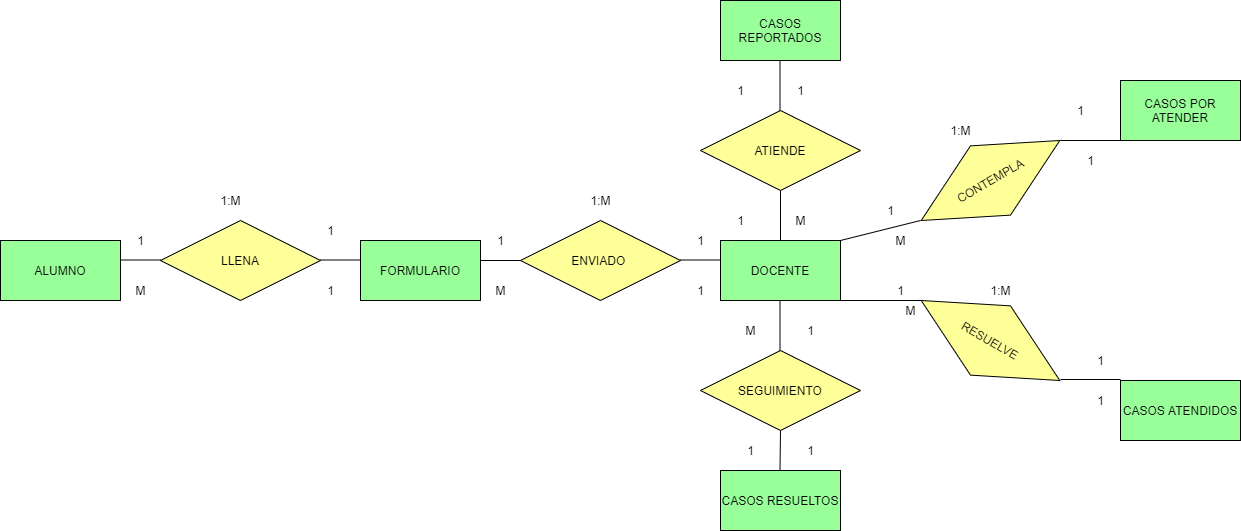 CASOS
REPORTADOS
1 1
ATIENDE
1 M
CASOS POR
ATENDER
1
1
1:M
CONTEMPLA
1
M
1:M
1
M
LLENA
1
1
ALUMNO
FORMULARIO
1:M
1
M
ENVIADO
1
1
DOCENTE
1
M
1:M
RESUELVE
1
1
CASOS ATENDIDOS
M 1
SEGUIMIENTO
1 1
CASOS RESUELTOS